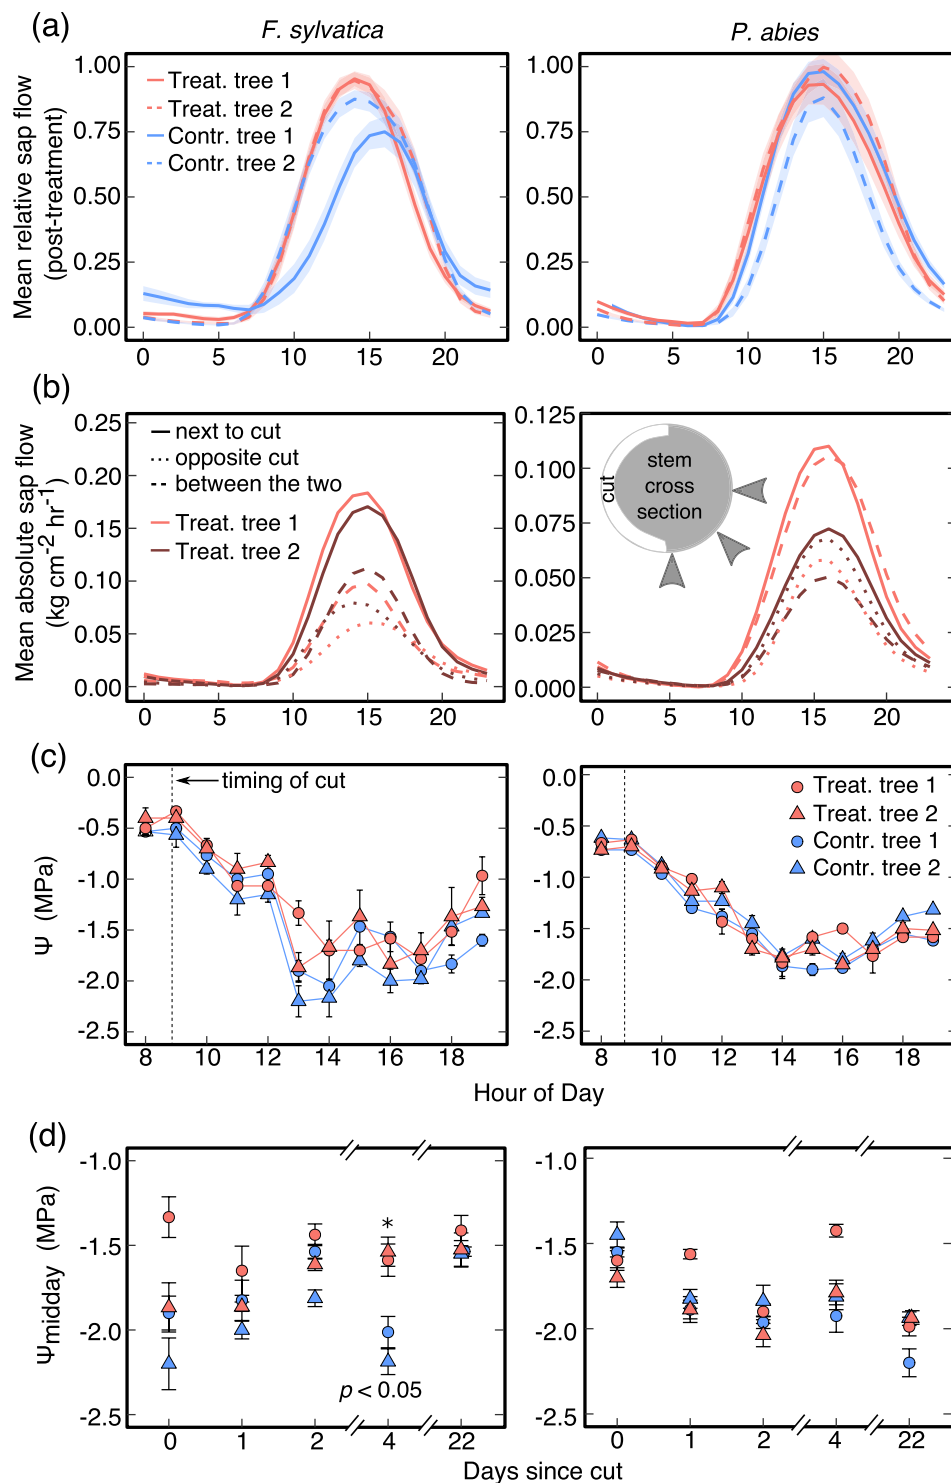 (a)
F. sylvatica
P. abies
Mean relative sap flow
(post-treatment)
1.00
0.75
0.50
0.25
0.00
Treat. tree 1
Treat. tree 2
Contr. tree 1
Contr. tree 2
0 5 10 15 20
1.00
0.75
0.50
0.25
0.00
0 5 10 15 20
(b)
Mean absolute sap flow
(kg cm-2 hr-1)
0.25
0.20
0.15
0.10
0.05
0.00
next to cut
opposite cut
between the two
Treat. tree 1
Treat. tree 2
0 5 10 15 20
0.125
0.100
0.075
0.050
0.025
0.000
cut
stem
cross
section
0 5 10 15 20
(c)
Ψ (MPa)
0.0
-0.5
-1.0
-1.5
-2.0
-2.5
timing of cut
8 10 12 14 16 18
0.0
-0.5
-1.0
-1.5
-2.0
-2.5
Treat. tree 1
Treat. tree 2
Contr. tree 1
Contr. tree 2
8 10 12 14 16 18
Hour of Day
(d)
Ψmidday (MPa)
-1.0
-1.5
-2.0
-2.5
*
p < 0.05
0 1 2 4 22
-1.0
-1.5
-2.0
-2.5
0 1 2 4 22
Days since cut